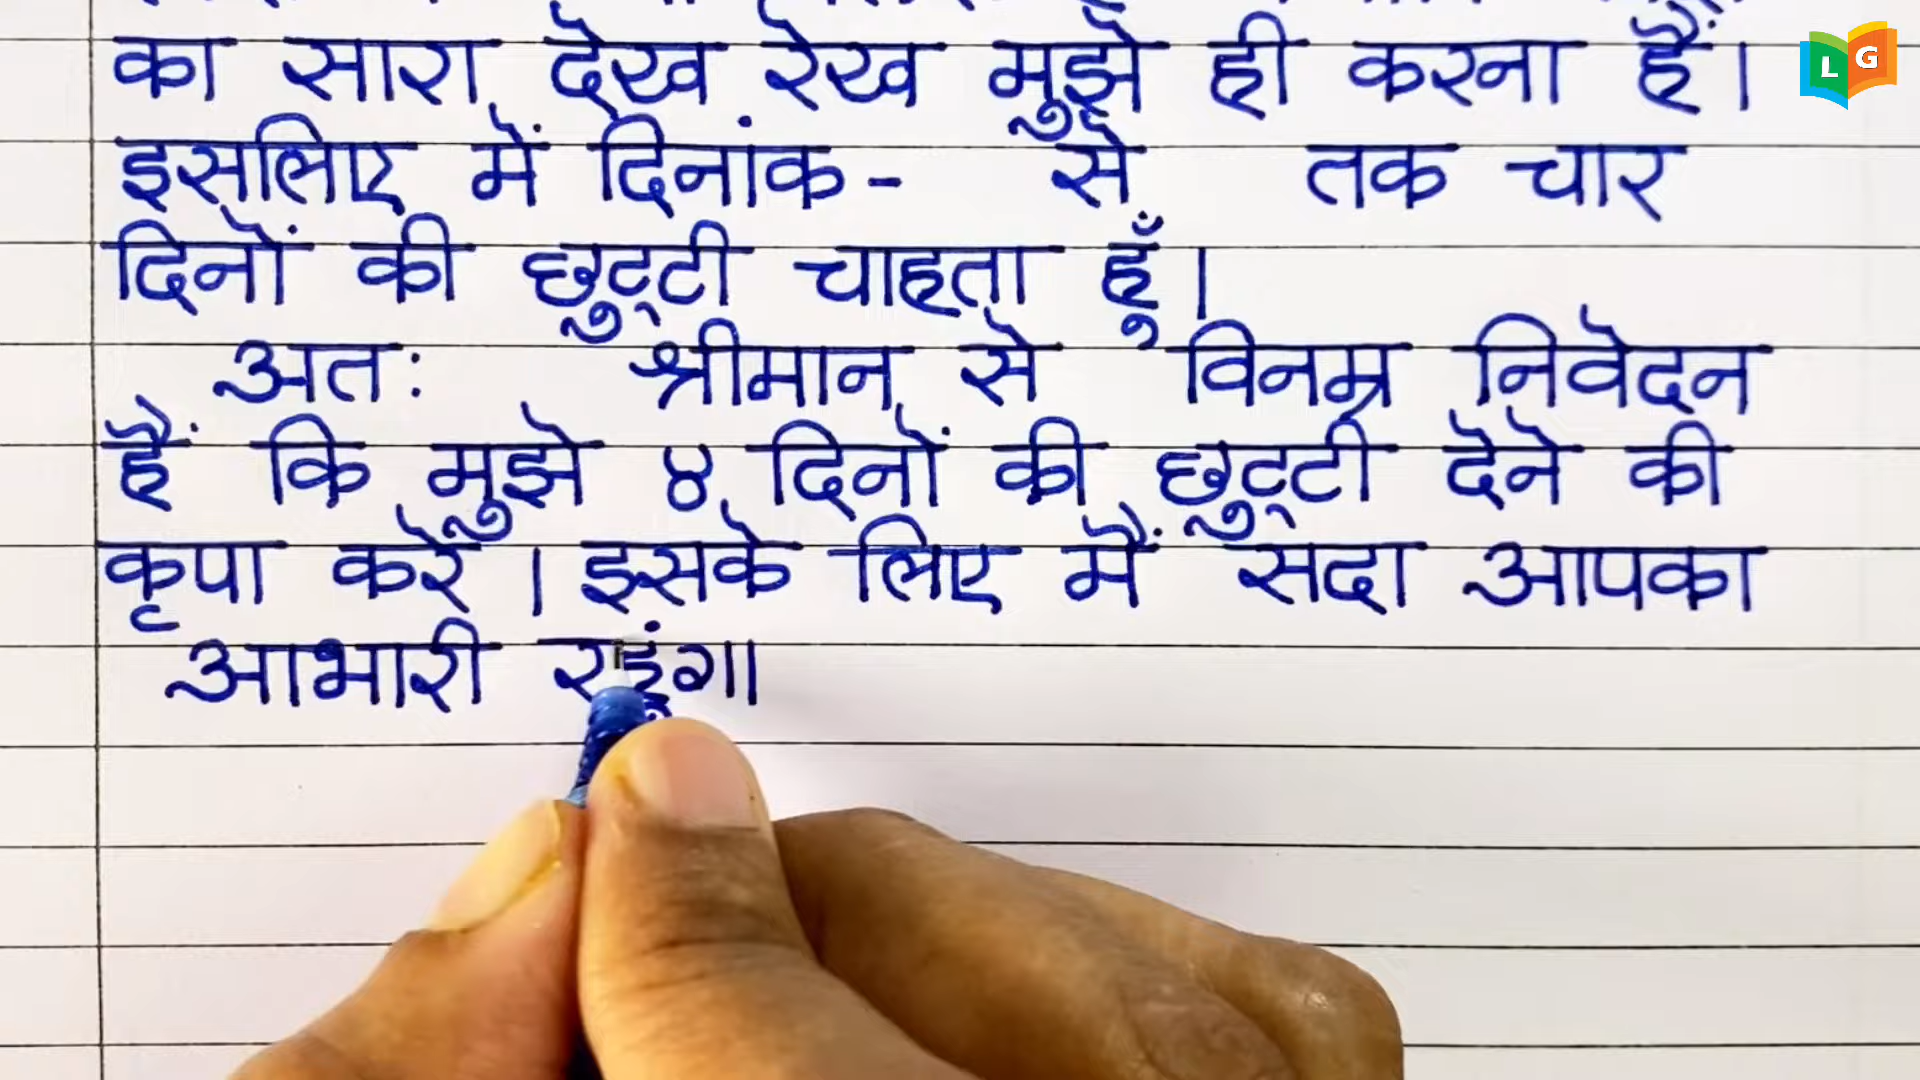 का सारा देख रेख मुझे ही करना हैं।
इसलिए में दिनांक- से तक चार
दिनों की छुट्टी चाहता हूँ।
अतः श्रीमान से विनम्र निवेदन
हैं कि मुझे ४ दिनों की छुट्टी देने की
कृपा करें। इसके लिए मैं सदा आपका
आभारी रहूंगा
L G